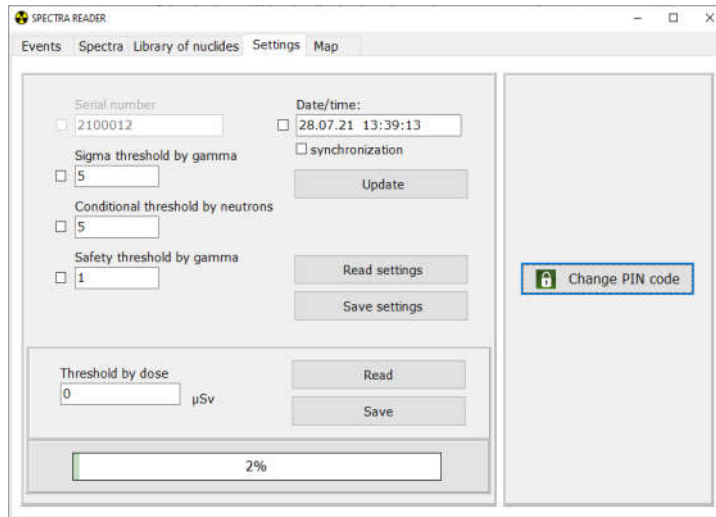 SPECTRA READER
Events Spectra Library of nuclides Settings Map
Serial number
2100012
Date/time:
28.07.21 13:39:13
synchronization
Sigma threshold by gamma
5
Update
Conditional threshold by neutrons
5
Safety threshold by gamma
1
Read settings
Save settings
Change PIN code
Threshold by dose
0
µSv
Read
Save
2%